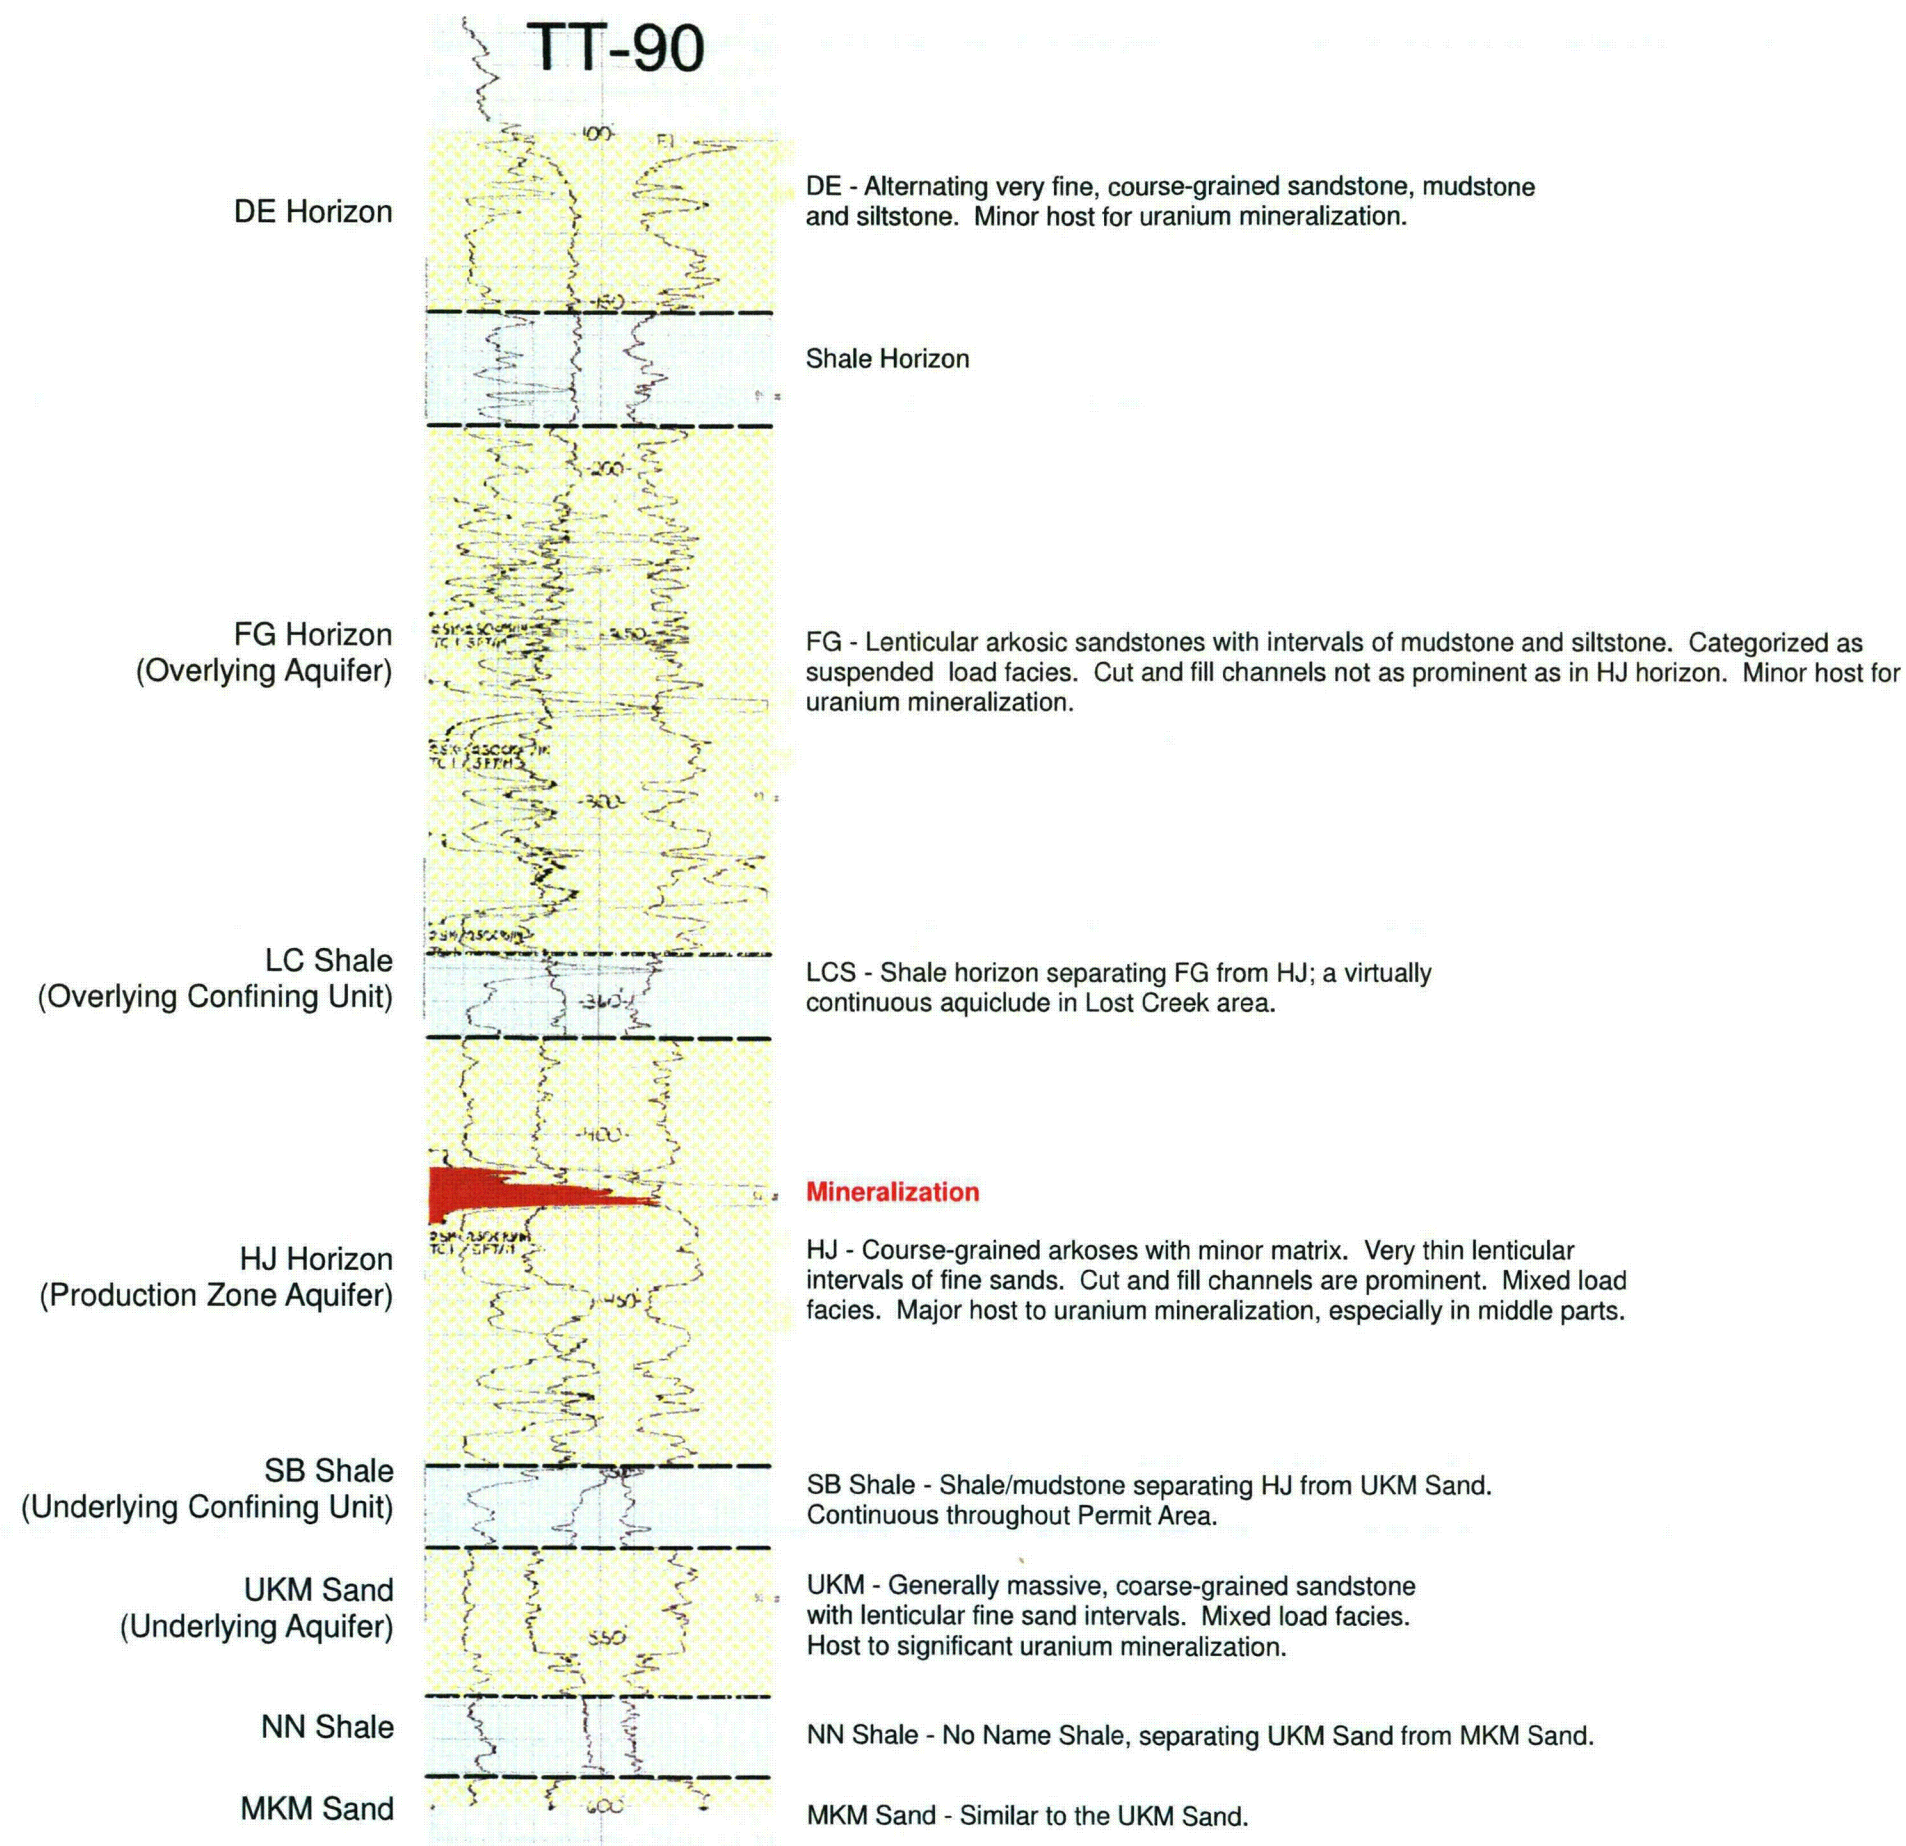 TT-90
100
DE Horizon
DE - Alternating very fine, course-grained sandstone, mudstone
and siltstone. Minor host for uranium mineralization.
150
Shale Horizon
200
FG Horizon
(Overlying Aquifer)
250
FG - Lenticular arkosic sandstones with intervals of mudstone and siltstone. Categorized as
suspended load facies. Cut and fill channels not as prominent as in HJ horizon. Minor host for
uranium mineralization.
300
LC Shale
(Overlying Confining Unit)
LCS - Shale horizon separating FG from HJ; a virtually
continuous aquiclude in Lost Creek area.
400
Mineralization
HJ Horizon
(Production Zone Aquifer)
HJ - Course-grained arkoses with minor matrix. Very thin lenticular
intervals of fine sands. Cut and fill channels are prominent. Mixed load
facies. Major host to uranium mineralization, especially in middle parts.
450
SB Shale
(Underlying Confining Unit)
SB Shale - Shale/mudstone separating HJ from UKM Sand.
Continuous throughout Permit Area.
UKM Sand
(Underlying Aquifer)
UKM - Generally massive, coarse-grained sandstone
with lenticular fine sand intervals. Mixed load facies.
Host to significant uranium mineralization.
550
NN Shale
NN Shale - No Name Shale, separating UKM Sand from MKM Sand.
MKM Sand
600
MKM Sand - Similar to the UKM Sand.